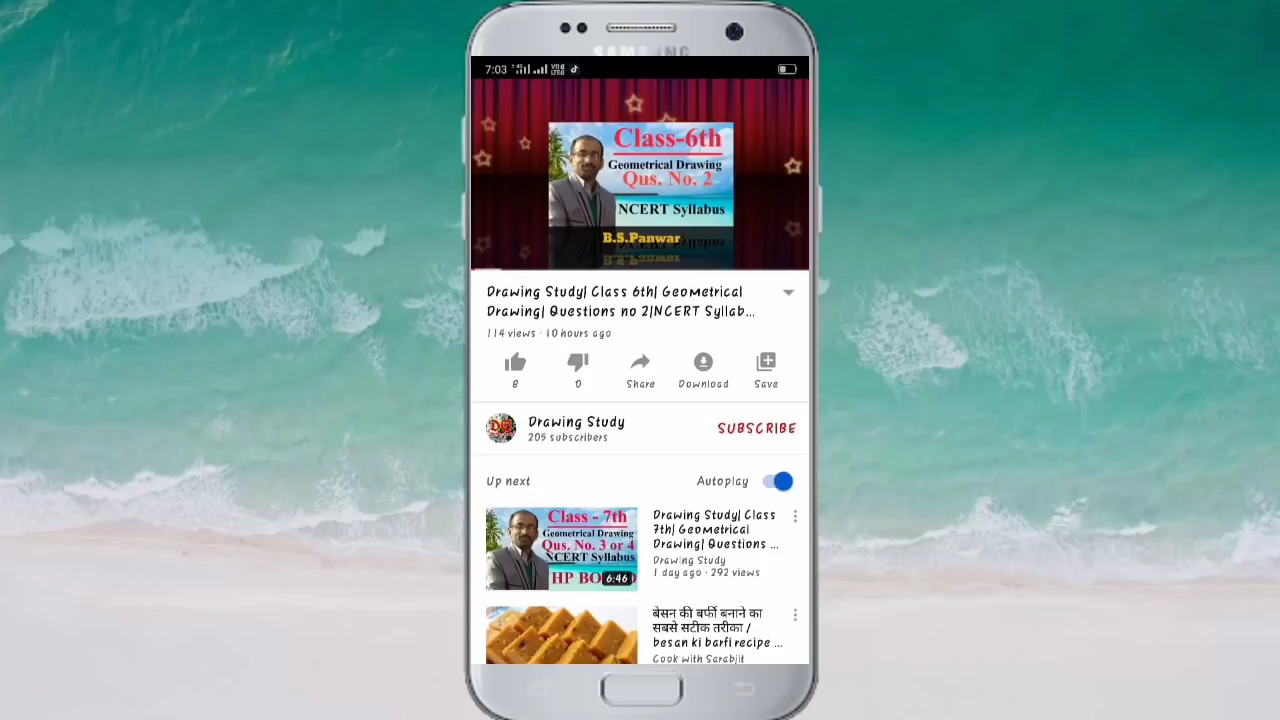 SAMSUNG
7:03
Class-6th
Geometrical Drawing
Qus. No. 2
NCERT Syllabus
B.S.Panwar
Drawing Study| Class 6th| Geometrical
Drawing| Questions no 2|NCERT Syllab...
114 views · 10 hours ago
8
0
Share
Download
Save
DS
Drawing Study
205 subscribers
SUBSCRIBE
Up next
Autoplay
Class - 7th
Geometrical Drawing
Qus. No. 3 or 4
NCERT Syllabus
HP BO
6:46
Drawing Study| Class
7th| Geometrical
Drawing| Questions ...
Drawing Study
1 day ago · 292 views
बेसन की बर्फी बनाने का
सबसे सटीक तरीका /
besan ki barfi recipe ...
Cook with Sarabjit